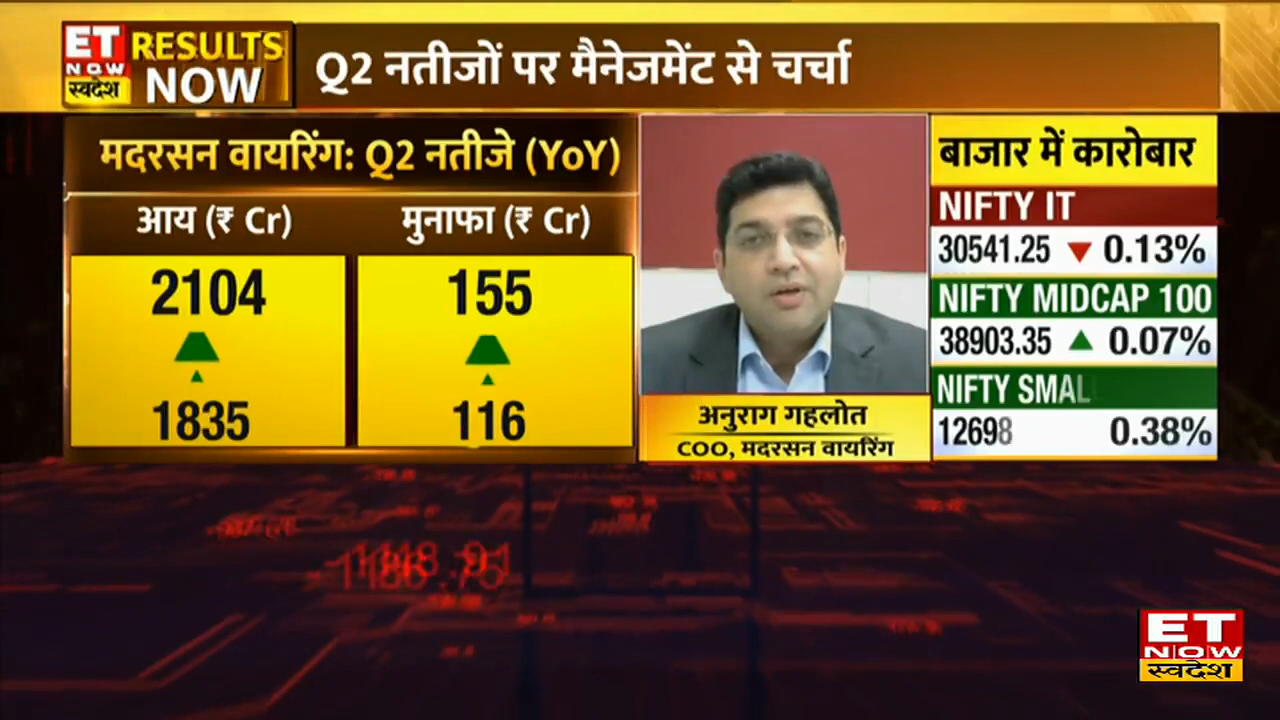 ET
NOW
स्वदेश
RESULTS
NOW
Q2 नतीजों पर मैनेजमेंट से चर्चा
मदरसन वायरिंग: Q2 नतीजे (YoY)
आय (₹ Cr)
मुनाफा (₹ Cr)
2104
155
1835
116
अनुराग गहलोत
COO, मदरसन वायरिंग
बाजार में कारोबार
NIFTY IT
30541.25 ▼ 0.13%
NIFTY MIDCAP 100
38903.35 ▲ 0.07%
NIFTY SMAL
12698 0.38%
ET
NOW
स्वदेश